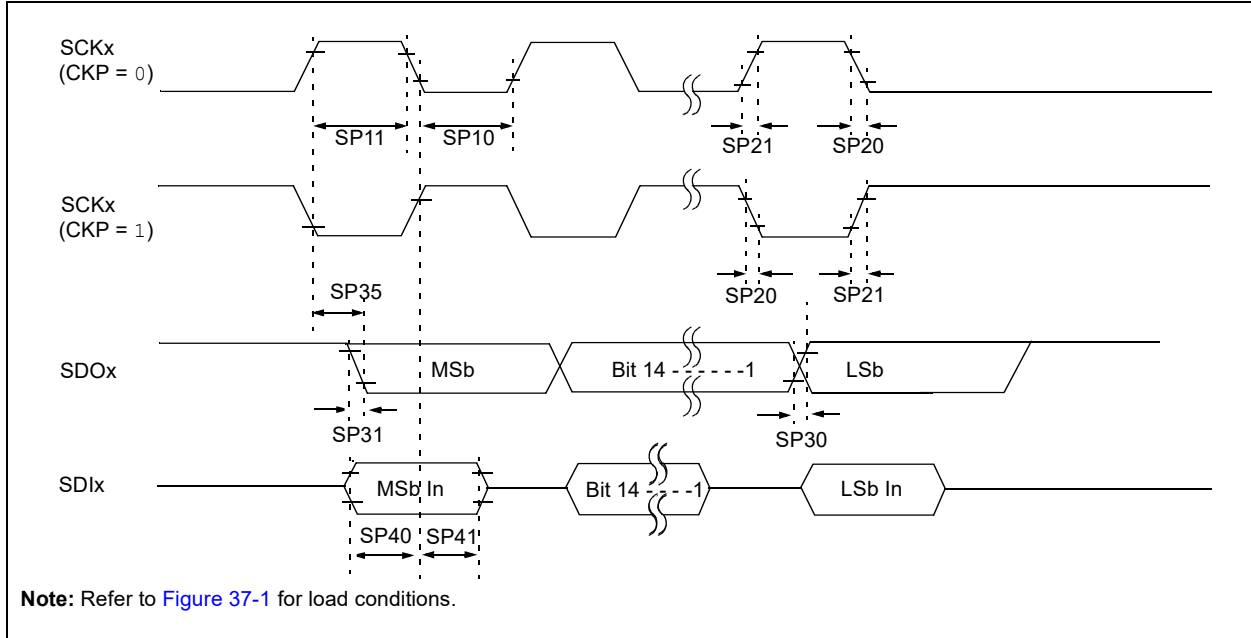 SCKx
(CKP = 0)
SP11
SP10
SP21
SP20
SCKx
(CKP = 1)
SP35
SP20
SP21
SDOx
MSb
Bit 14 - - - - - -1
LSb
SP31
SP30
SDIx
MSb In
Bit 14 - - - - -1
LSb In
SP40
SP41
Note: Refer to Figure 37-1 for load conditions.